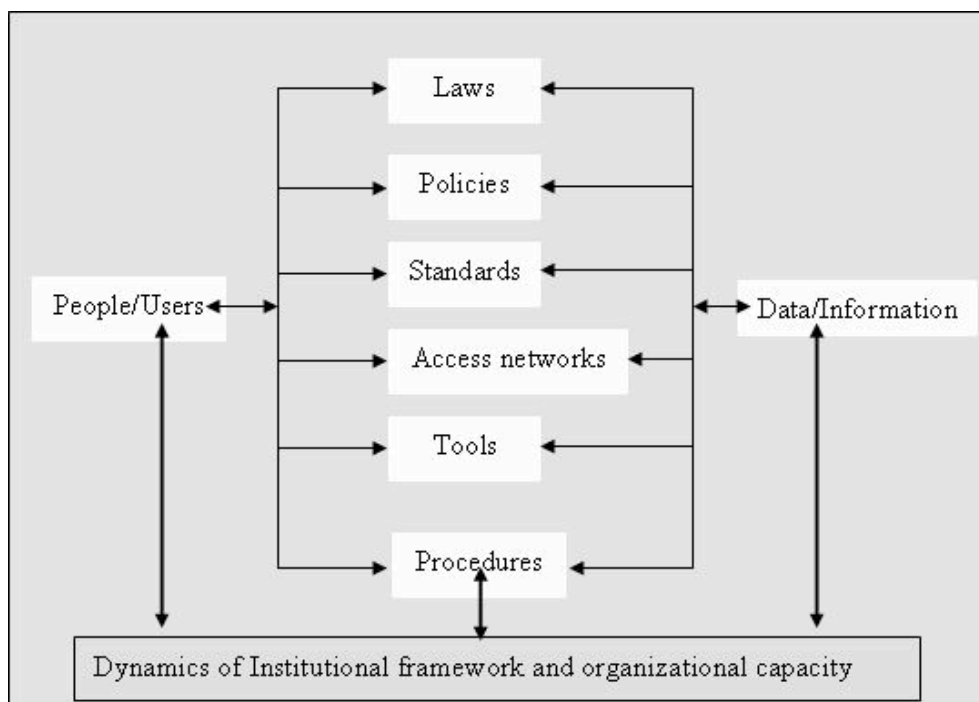 Laws
Policies
Standards
People/Users
Data/Information
Access networks
Tools
Procedures
Dynamics of Institutional framework and organizational capacity